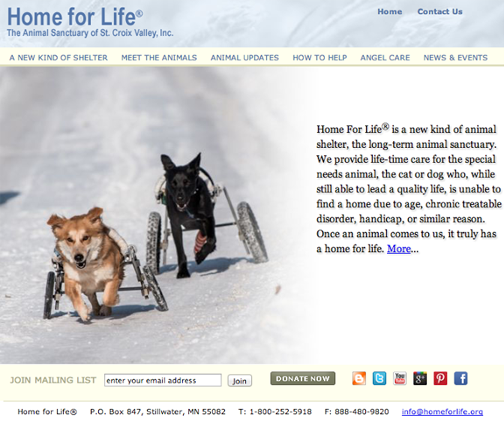 Home for Life®
The Animal Sanctuary of St. Croix Valley, Inc.
Home Contact Us
A NEW KIND OF SHELTER MEET THE ANIMALS ANIMAL UPDATES HOW TO HELP ANGEL CARE NEWS & EVENTS
Home For Life® is a new kind of animal
shelter, the long-term animal sanctuary.
We provide life-time care for the special
needs animal, the cat or dog who, while
still able to lead a quality life, is unable to
find a home due to age, chronic treatable
disorder, handicap, or similar reason.
Once an animal comes to us, it truly has
a home for life. More...
JOIN MAILING LIST enter your email address Join DONATE NOW You Tube
Home for Life® P.O. Box 847, Stillwater, MN 55082 T: 1-800-252-5918 F: 888-480-9820 info@homeforlife.org